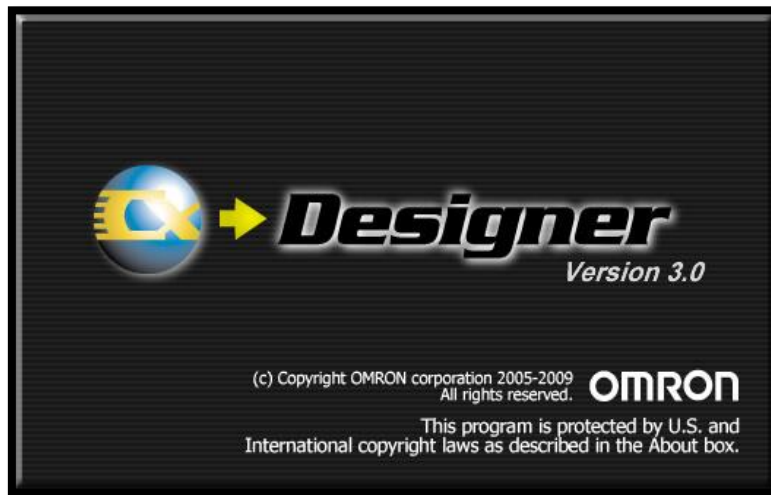 Cx Designer
Version 3.0
(c) Copyright OMRON corporation 2005-2009
All rights reserved.
OMRON
This program is protected by U.S. and
International copyright laws as described in the About box.